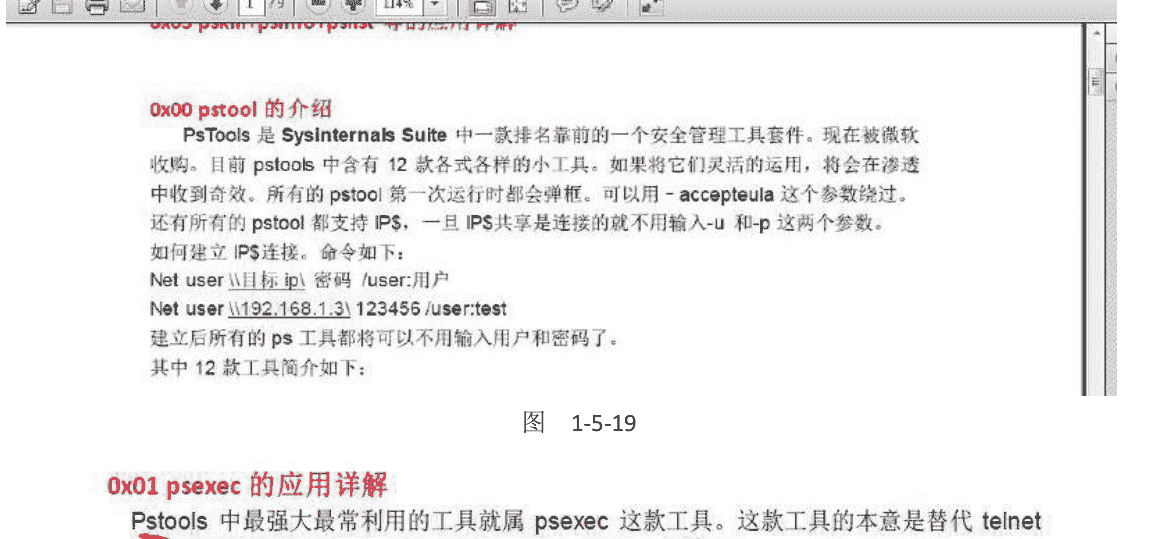 1 /9 114%
0x00 pstool 的介绍
PsTools 是 Sysinternals Suite 中一款排名靠前的一个安全管理工具套件。现在被微软
收购。目前 pstools 中含有 12 款各式各样的小工具。如果将它们灵活的运用，将会在渗透
中收到奇效。所有的 pstool 第一次运行时都会弹框。可以用－accepteula 这个参数绕过。
还有所有的 pstool 都支持 IP$，一旦 IP$共享是连接的就不用输入-u 和-p 这两个参数。
如何建立 IP$连接。命令如下：
Net user \\目标 ip\ 密码 /user:用户
Net user \\192.168.1.3\ 123456 /user:test
建立后所有的 ps 工具都将可以不用输入用户和密码了。
其中 12 款工具简介如下：
图 1-5-19
0x01 psexec 的应用详解
Pstools 中最强大最常利用的工具就属 psexec 这款工具。这款工具的本意是替代 telnet